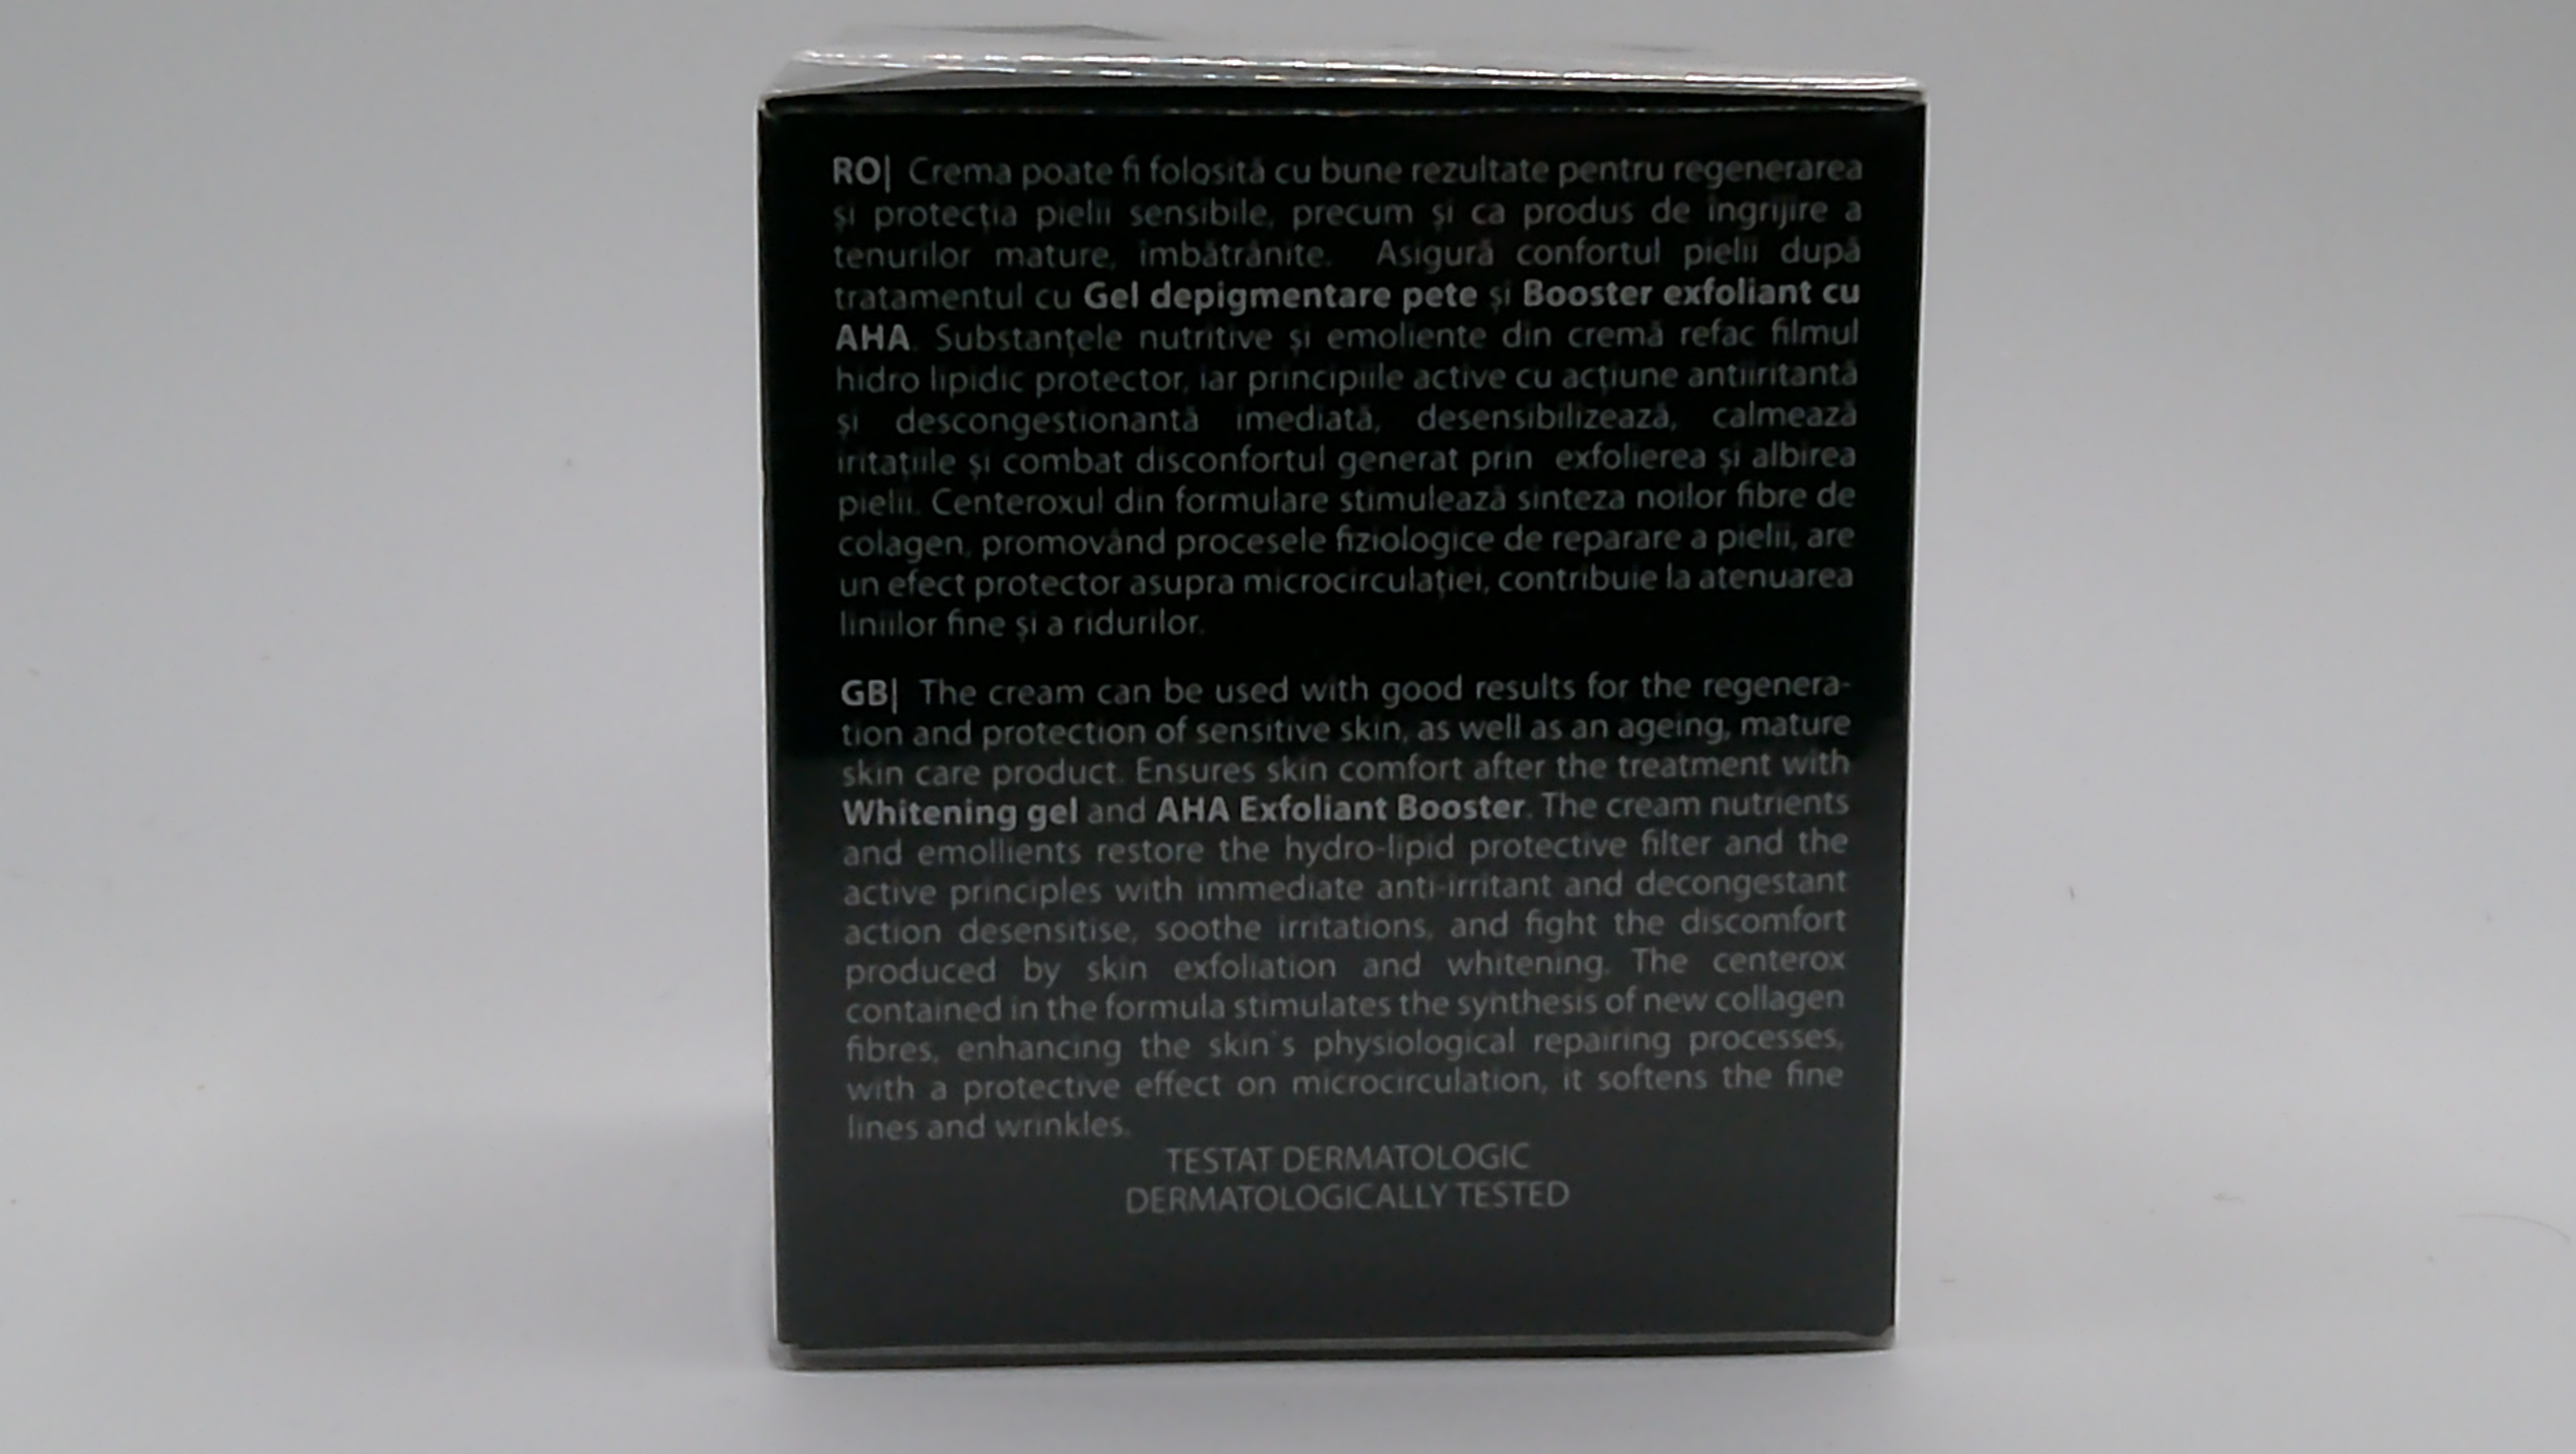 RO| Crema poate fi folosită cu bune rezultate pentru regenerarea
și protecția pielii sensibile, precum și ca produs de îngrijire a
tenurilor mature, îmbătrânite. Asigură confortul pielii după
tratamentul cu Gel depigmentare pete și Booster exfoliant cu
AHA. Substanțele nutritive și emoliente din cremă refac filmul
hidro lipidic protector, iar principiile active cu acțiune antiiritantă
și descongestionantă imediată, desensibilizează, calmează
iritațiile și combat disconfortul generat prin exfolierea și albirea
pielii. Centeroxul din formulare stimulează sinteza noilor fibre de
colagen, promovând procesele fiziologice de reparare a pielii, are
un efect protector asupra microcirculației, contribuie la atenuarea
liniilor fine și a ridurilor.
GB| The cream can be used with good results for the regenera-
tion and protection of sensitive skin, as well as an ageing, mature
skin care product. Ensures skin comfort after the treatment with
Whitening gel and AHA Exfoliant Booster. The cream nutrients
and emollients restore the hydro-lipid protective filter and the
active principles with immediate anti-irritant and decongestant
action desensitise, soothe irritations, and fight the discomfort
produced by skin exfoliation and whitening. The centerox
contained in the formula stimulates the synthesis of new collagen
fibres, enhancing the skin's physiological repairing processes,
with a protective effect on microcirculation, it softens the fine
lines and wrinkles.
TESTAT DERMATOLOGIC
DERMATOLOGICALLY TESTED